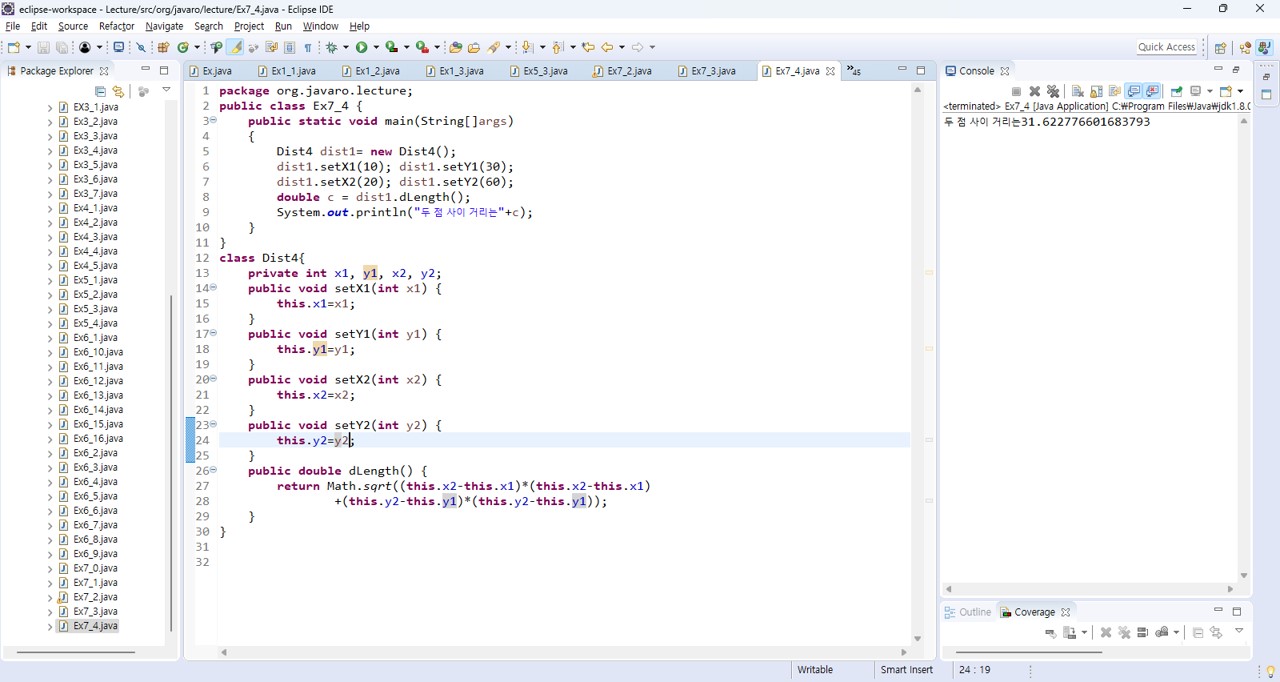 eclipse-workspace - Lecture/src/org/javaro/lecture/Ex7_4.java - Eclipse IDE
File Edit Source Refactor Navigate Search Project Run Window Help
Quick Access
Package Explorer
EX3_1.java
Ex3_2.java
Ex3_3.java
Ex3_4.java
Ex3_5.java
Ex3_6.java
Ex3_7.java
Ex4_1.java
Ex4_2.java
Ex4_3.java
Ex4_4.java
Ex4_5.java
Ex5_1.java
Ex5_2.java
Ex5_3.java
Ex5_4.java
Ex6_1.java
Ex6_10.java
Ex6_11.java
Ex6_12.java
Ex6_13.java
Ex6_14.java
Ex6_15.java
Ex6_16.java
Ex6_2.java
Ex6_3.java
Ex6_4.java
Ex6_5.java
Ex6_6.java
Ex6_7.java
Ex6_8.java
Ex6_9.java
Ex7_0.java
Ex7_1.java
Ex7_2.java
Ex7_3.java
Ex7_4.java
Ex.java Ex1_1.java Ex1_2.java Ex1_3.java Ex5_3.java Ex7_2.java Ex7_3.java Ex7_4.java »45
1 package org.javaro.lecture;
2 public class Ex7_4 {
3 public static void main(String[]args)
4 {
5 Dist4 dist1= new Dist4();
6 dist1.setX1(10); dist1.setY1(30);
7 dist1.setX2(20); dist1.setY2(60);
8 double c = dist1.dLength();
9 System.out.println("두 점 사이 거리는"+c);
10 }
11 }
12 class Dist4{
13 private int x1, y1, x2, y2;
14 public void setX1(int x1) {
15 this.x1=x1;
16 }
17 public void setY1(int y1) {
18 this.y1=y1;
19 }
20 public void setX2(int x2) {
21 this.x2=x2;
22 }
23 public void setY2(int y2) {
24 this.y2=y2;
25 }
26 public double dLength() {
27 return Math.sqrt((this.x2-this.x1)*(this.x2-this.x1)
28 +(this.y2-this.y1)*(this.y2-this.y1));
29 }
30 }
31
32
Console
<terminated> Ex7_4 [Java Application] C:₩Program Files₩Java₩jdk1.8.0
두 점 사이 거리는31.622776601683793
Outline Coverage
Writable Smart Insert 24 : 19